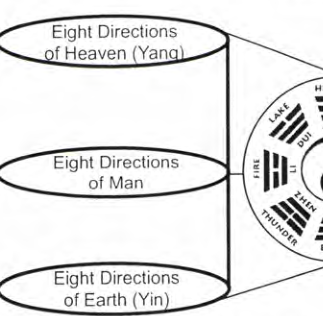 Eight Directions
of Heaven (Yang)
Eight Directions
of Man
Eight Directions
of Earth (Yin)
LAKE
DUI
FIRE
LI
ZHEN
THUNDER